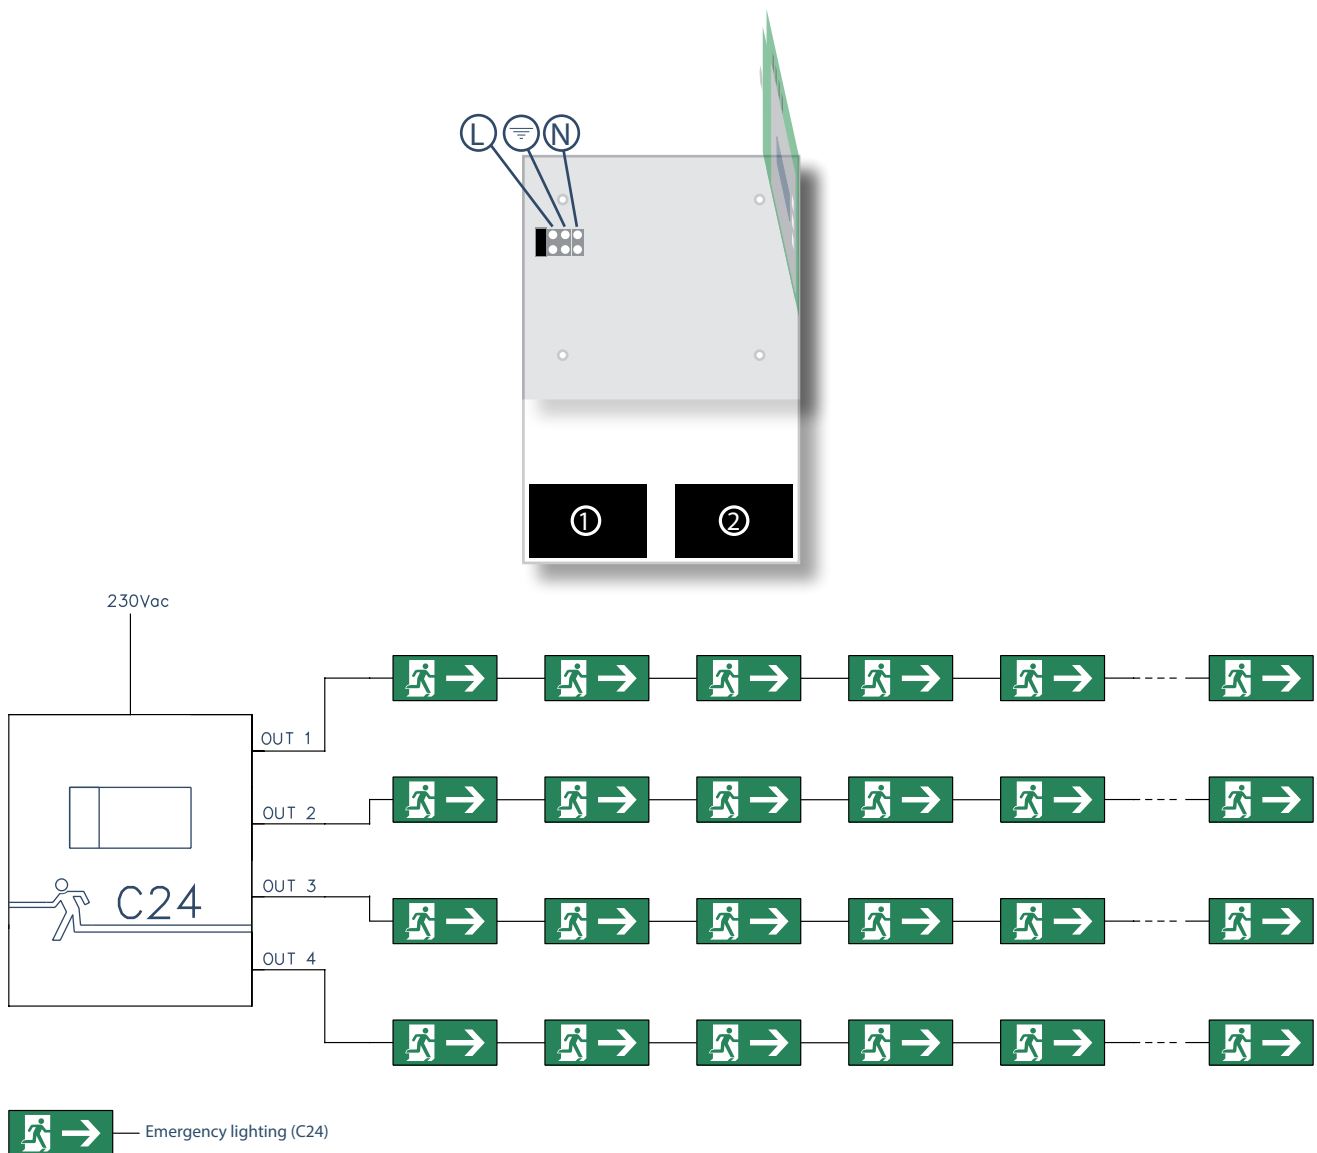 L N
1 2
230Vac
OUT 1
OUT 2
OUT 3
C24
OUT 4
Emergency lighting (C24)